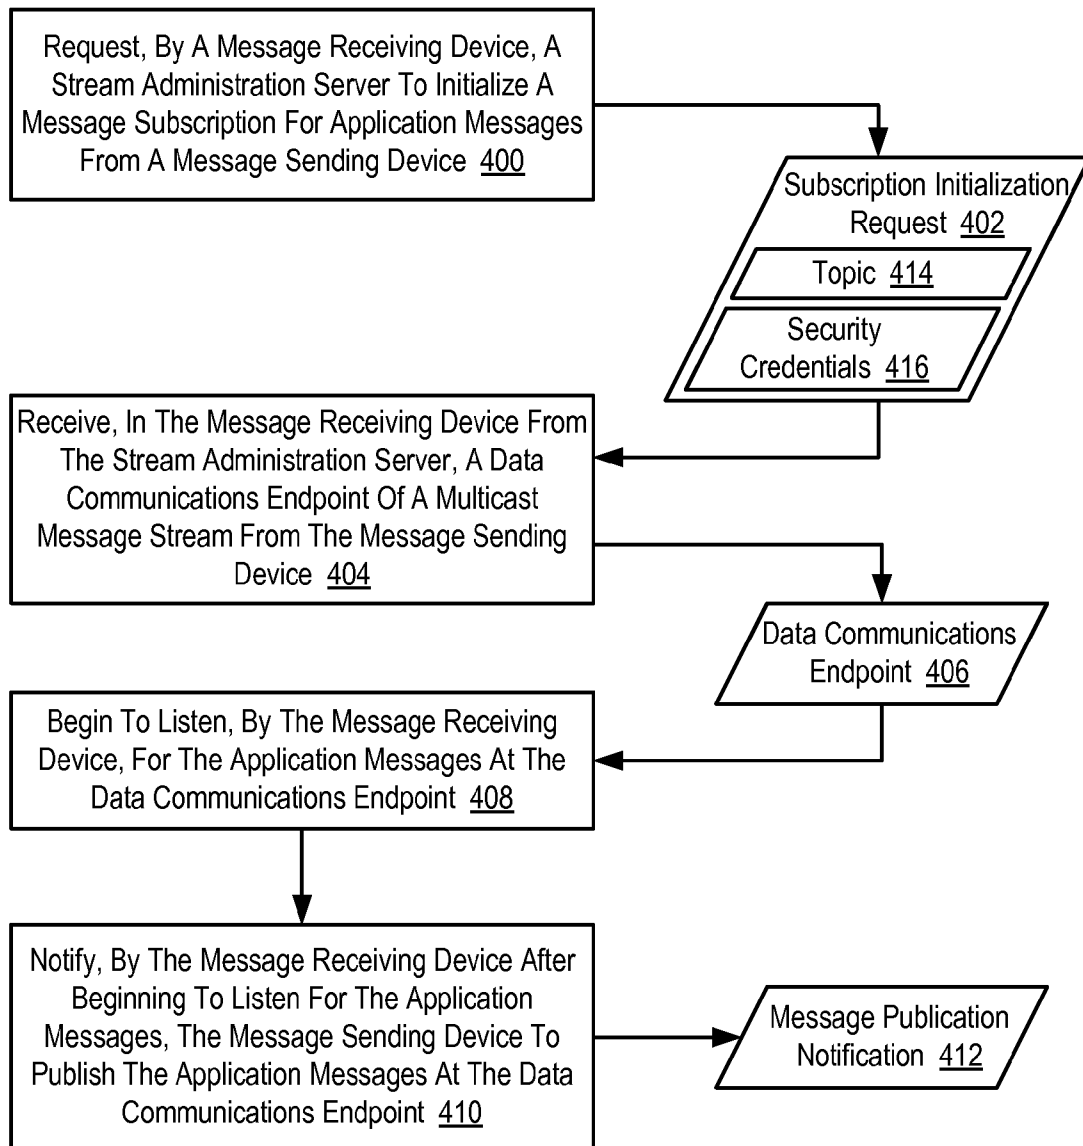 Request, By A Message Receiving Device, A
Stream Administration Server To Initialize A
Message Subscription For Application Messages
From A Message Sending Device 400
Subscription Initialization
Request 402
Topic 414
Security
Credentials 416
Receive, In The Message Receiving Device From
The Stream Administration Server, A Data
Communications Endpoint Of A Multicast
Message Stream From The Message Sending
Device 404
Data Communications
Endpoint 406
Begin To Listen, By The Message Receiving
Device, For The Application Messages At The
Data Communications Endpoint 408
Notify, By The Message Receiving Device After
Beginning To Listen For The Application
Messages, The Message Sending Device To
Publish The Application Messages At The Data
Communications Endpoint 410
Message Publication
Notification 412